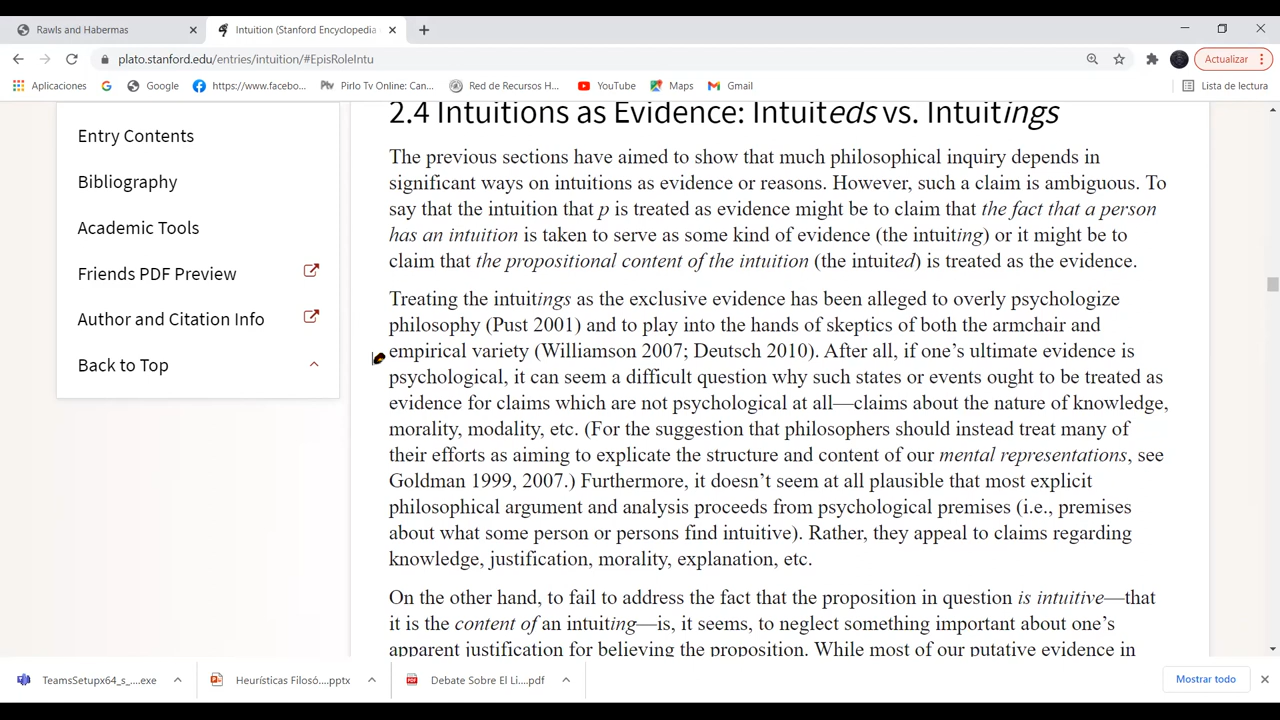 Rawls and Habermas
Intuition (Stanford Encyclopedia
plato.stanford.edu/entries/intuition/#EpisRoleIntu
Actualizar
Aplicaciones
Google
https://www.facebo...
Pirlo Tv Online: Can...
Red de Recursos H...
YouTube
Maps
Gmail
Lista de lectura
Entry Contents
Bibliography
Academic Tools
Friends PDF Preview
Author and Citation Info
Back to Top
2.4 Intuitions as Evidence: Intuiteds vs. Intuitings
The previous sections have aimed to show that much philosophical inquiry depends in
significant ways on intuitions as evidence or reasons. However, such a claim is ambiguous. To
say that the intuition that p is treated as evidence might be to claim that the fact that a person
has an intuition is taken to serve as some kind of evidence (the intuiting) or it might be to
claim that the propositional content of the intuition (the intuited) is treated as the evidence.
Treating the intuitings as the exclusive evidence has been alleged to overly psychologize
philosophy (Pust 2001) and to play into the hands of skeptics of both the armchair and
empirical variety (Williamson 2007; Deutsch 2010). After all, if one’s ultimate evidence is
psychological, it can seem a difficult question why such states or events ought to be treated as
evidence for claims which are not psychological at all—claims about the nature of knowledge,
morality, modality, etc. (For the suggestion that philosophers should instead treat many of
their efforts as aiming to explicate the structure and content of our mental representations, see
Goldman 1999, 2007.) Furthermore, it doesn’t seem at all plausible that most explicit
philosophical argument and analysis proceeds from psychological premises (i.e., premises
about what some person or persons find intuitive). Rather, they appeal to claims regarding
knowledge, justification, morality, explanation, etc.
On the other hand, to fail to address the fact that the proposition in question is intuitive—that
it is the content of an intuiting—is, it seems, to neglect something important about one’s
apparent justification for believing the proposition. While most of our putative evidence in
TeamsSetupx64_s_....exe
Heurísticas Filosó....pptx
Debate Sobre El Li....pdf
Mostrar todo